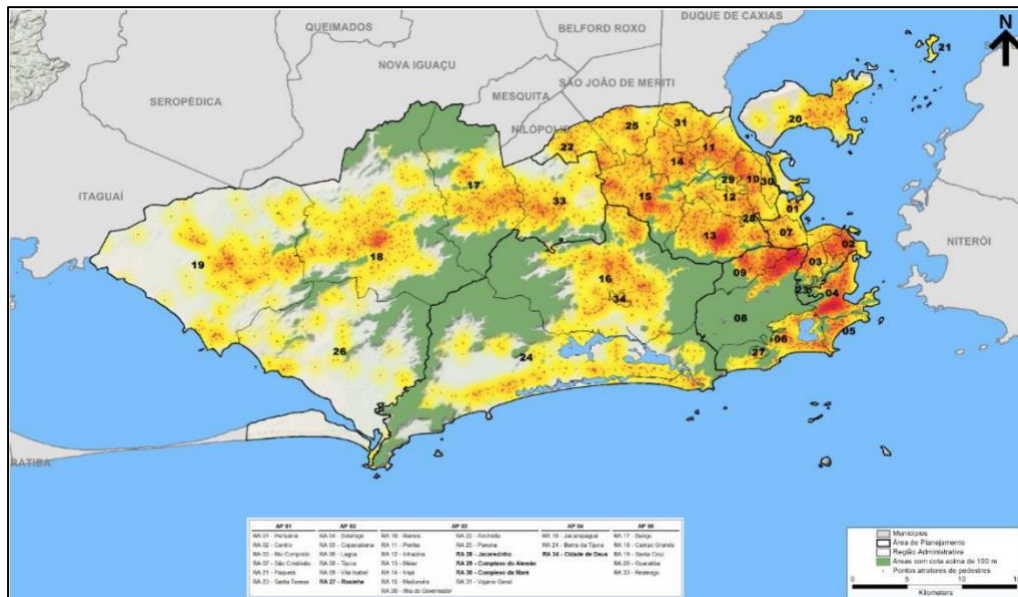 DUQUE DE CAXIAS
QUEIMADOS
BELFORD ROXO
N
21
NOVA IGUAÇU
SÃO JOÃO DE MERITI
SEROPÉDICA
MESQUITA
NILÓPOLIS
25
31
20
22
11
14
17
29
10
30
ITAGUAÍ
33
15
12
01
28
13
07
02
NITERÓI
19
18
03
09
16
23
04
34
08
05
06
26
24
27
RATIBA
AP 01
AP 02
AP 03
AP 04
AP 05
RA 01 - Portuária
RA 04 - Botafogo
RA 10 - Ramos
RA 22 - Anchieta
RA 16 - Jacarepaguá
RA 17 - Bangu
RA 02 - Centro
RA 05 - Copacabana
RA 11 - Penha
RA 25 - Pavuna
RA 24 - Barra da Tijuca
RA 18 - Campo Grande
RA 03 - Rio Comprido
RA 06 - Lagoa
RA 12 - Inhaúma
RA 28 - Jacarezinho
RA 34 - Cidade de Deus
RA 19 - Santa Cruz
RA 07 - São Cristóvão
RA 08 - Tijuca
RA 13 - Méier
RA 29 - Complexo do Alemão
RA 26 - Guaratiba
RA 21 - Paquetá
RA 09 - Vila Isabel
RA 14 - Irajá
RA 30 - Complexo da Maré
RA 33 - Realengo
RA 23 - Santa Teresa
RA 27 - Rocinha
RA 15 - Madureira
RA 31 - Vigário Geral
RA 20 - Ilha do Governador
Municípios
Área de Planejamento
Região Administrativa
Áreas com cota acima de 100 m
Pontos atratores de pedestres
0
5
10
15
Kilometers